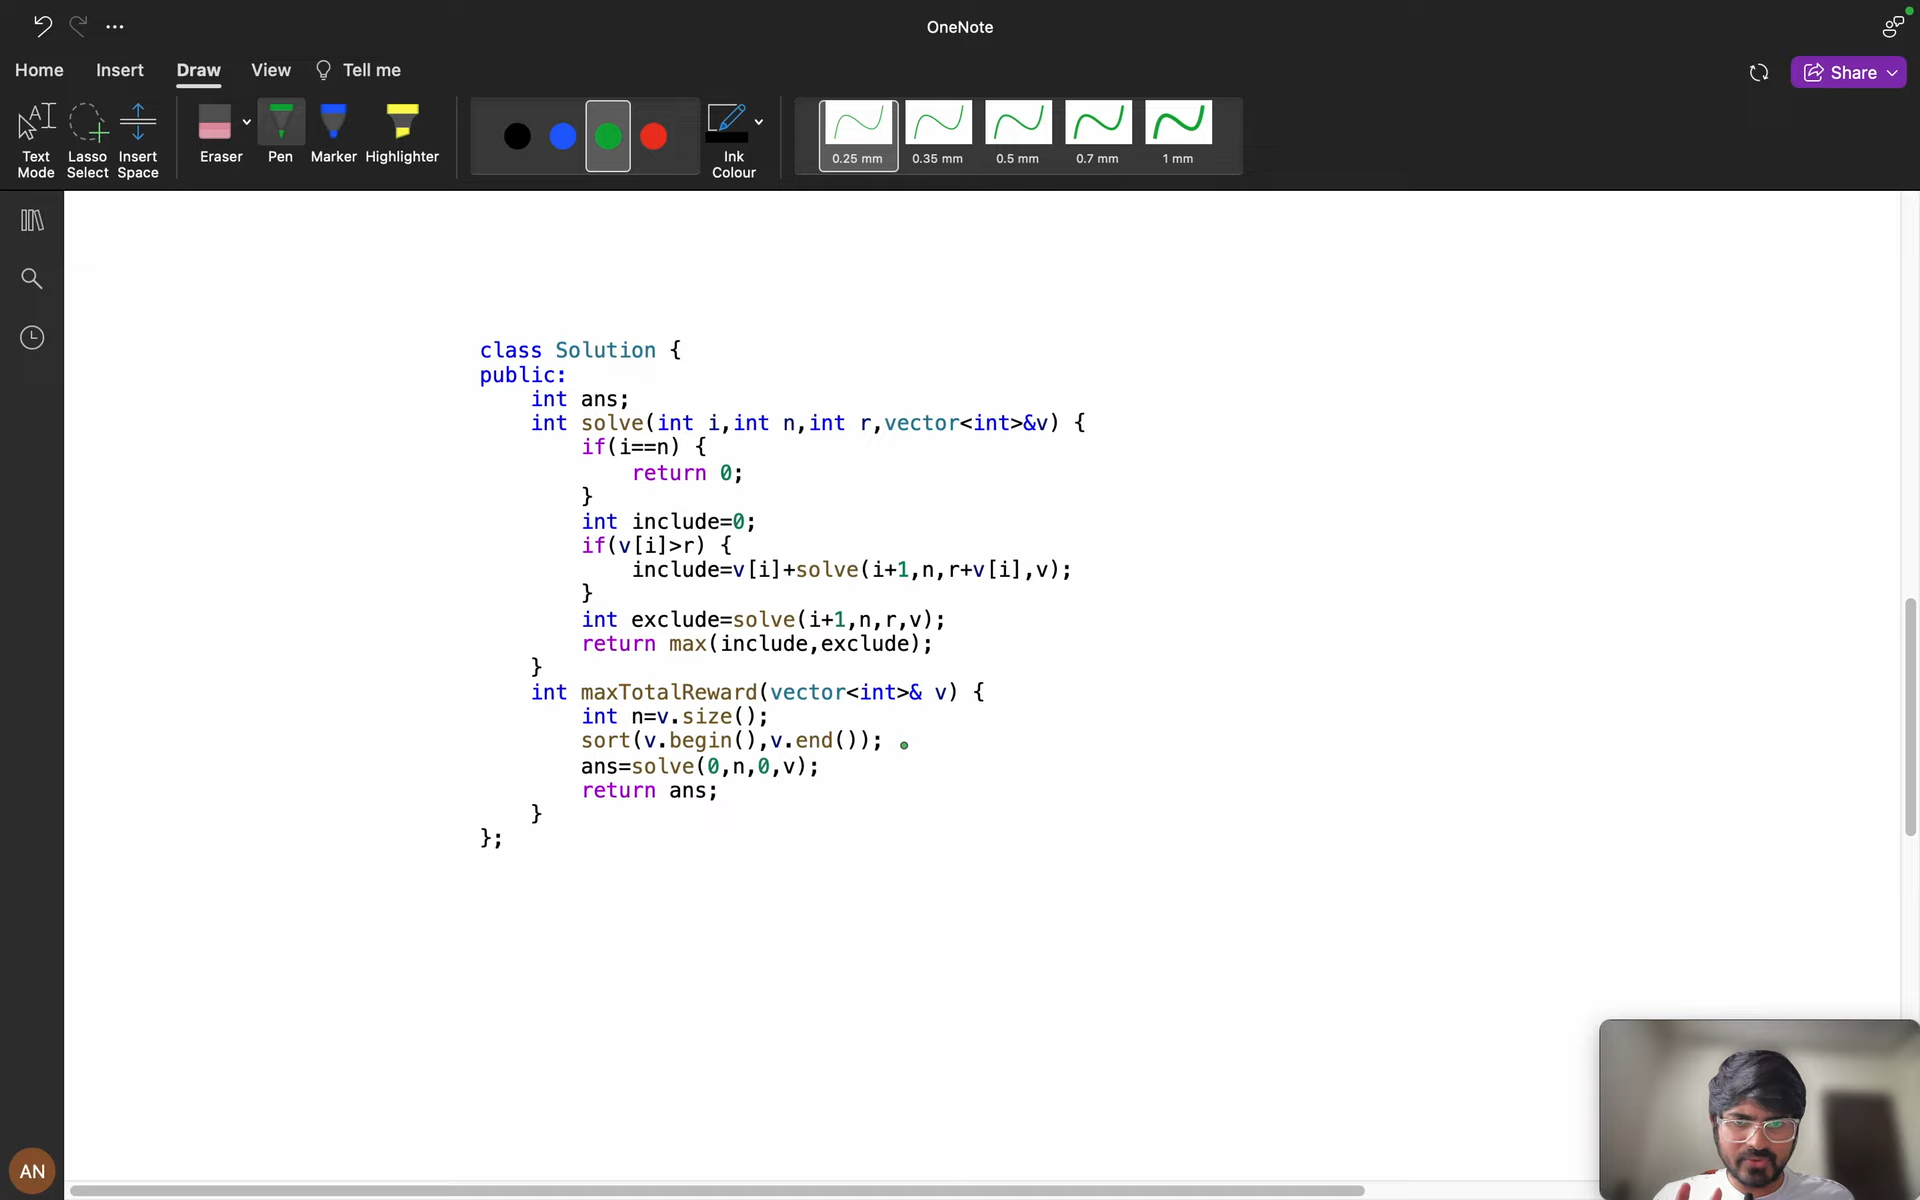 OneNote
Home Insert Draw View Tell me
Share
Text Mode
Lasso Select
Insert Space
Eraser
Pen
Marker
Highlighter
Ink Colour
0.25 mm
0.35 mm
0.5 mm
0.7 mm
1 mm
class Solution {
public:
    int ans;
    int solve(int i,int n,int r,vector<int>&v) {
        if(i==n) {
            return 0;
        }
        int include=0;
        if(v[i]>r) {
            include=v[i]+solve(i+1,n,r+v[i],v);
        }
        int exclude=solve(i+1,n,r,v);
        return max(include,exclude);
    }
    int maxTotalReward(vector<int>& v) {
        int n=v.size();
        sort(v.begin(),v.end());
        ans=solve(0,n,0,v);
        return ans;
    }
};
AN